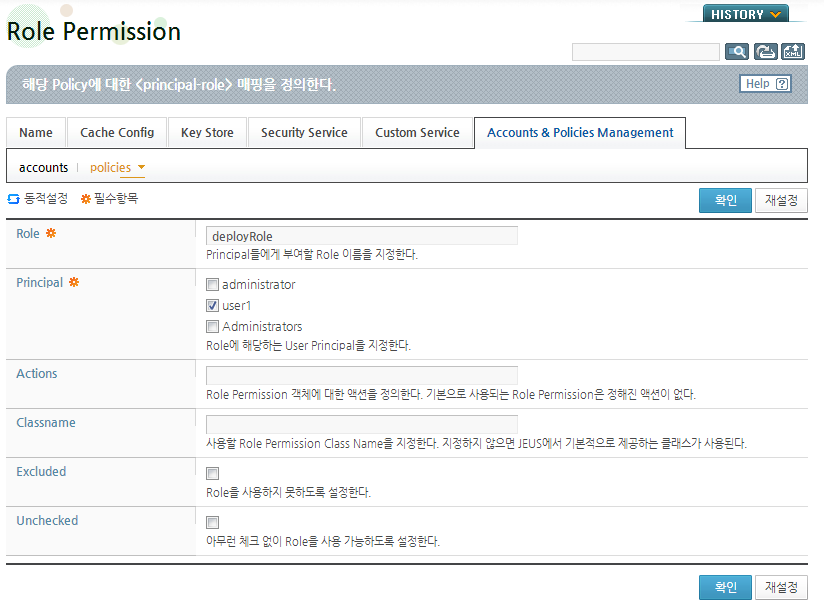 HISTORY
Role Permission
해당 Policy에 대한 <principal-role> 매핑을 정의한다.
Help ?
Name
Cache Config
Key Store
Security Service
Custom Service
Accounts & Policies Management
accounts
policies
동적설정
필수항목
확인
재설정
Role
deployRole
Principal들에게 부여할 Role 이름을 지정한다.
Principal
administrator
user1
Administrators
Role에 해당하는 User Principal을 지정한다.
Actions
Role Permission 객체에 대한 액션을 정의한다. 기본으로 사용되는 Role Permission은 정해진 액션이 없다.
Classname
사용할 Role Permission Class Name을 지정한다. 지정하지 않으면 JEUS에서 기본적으로 제공하는 클래스가 사용된다.
Excluded
Role을 사용하지 못하도록 설정한다.
Unchecked
아무런 체크 없이 Role을 사용 가능하도록 설정한다.
확인
재설정